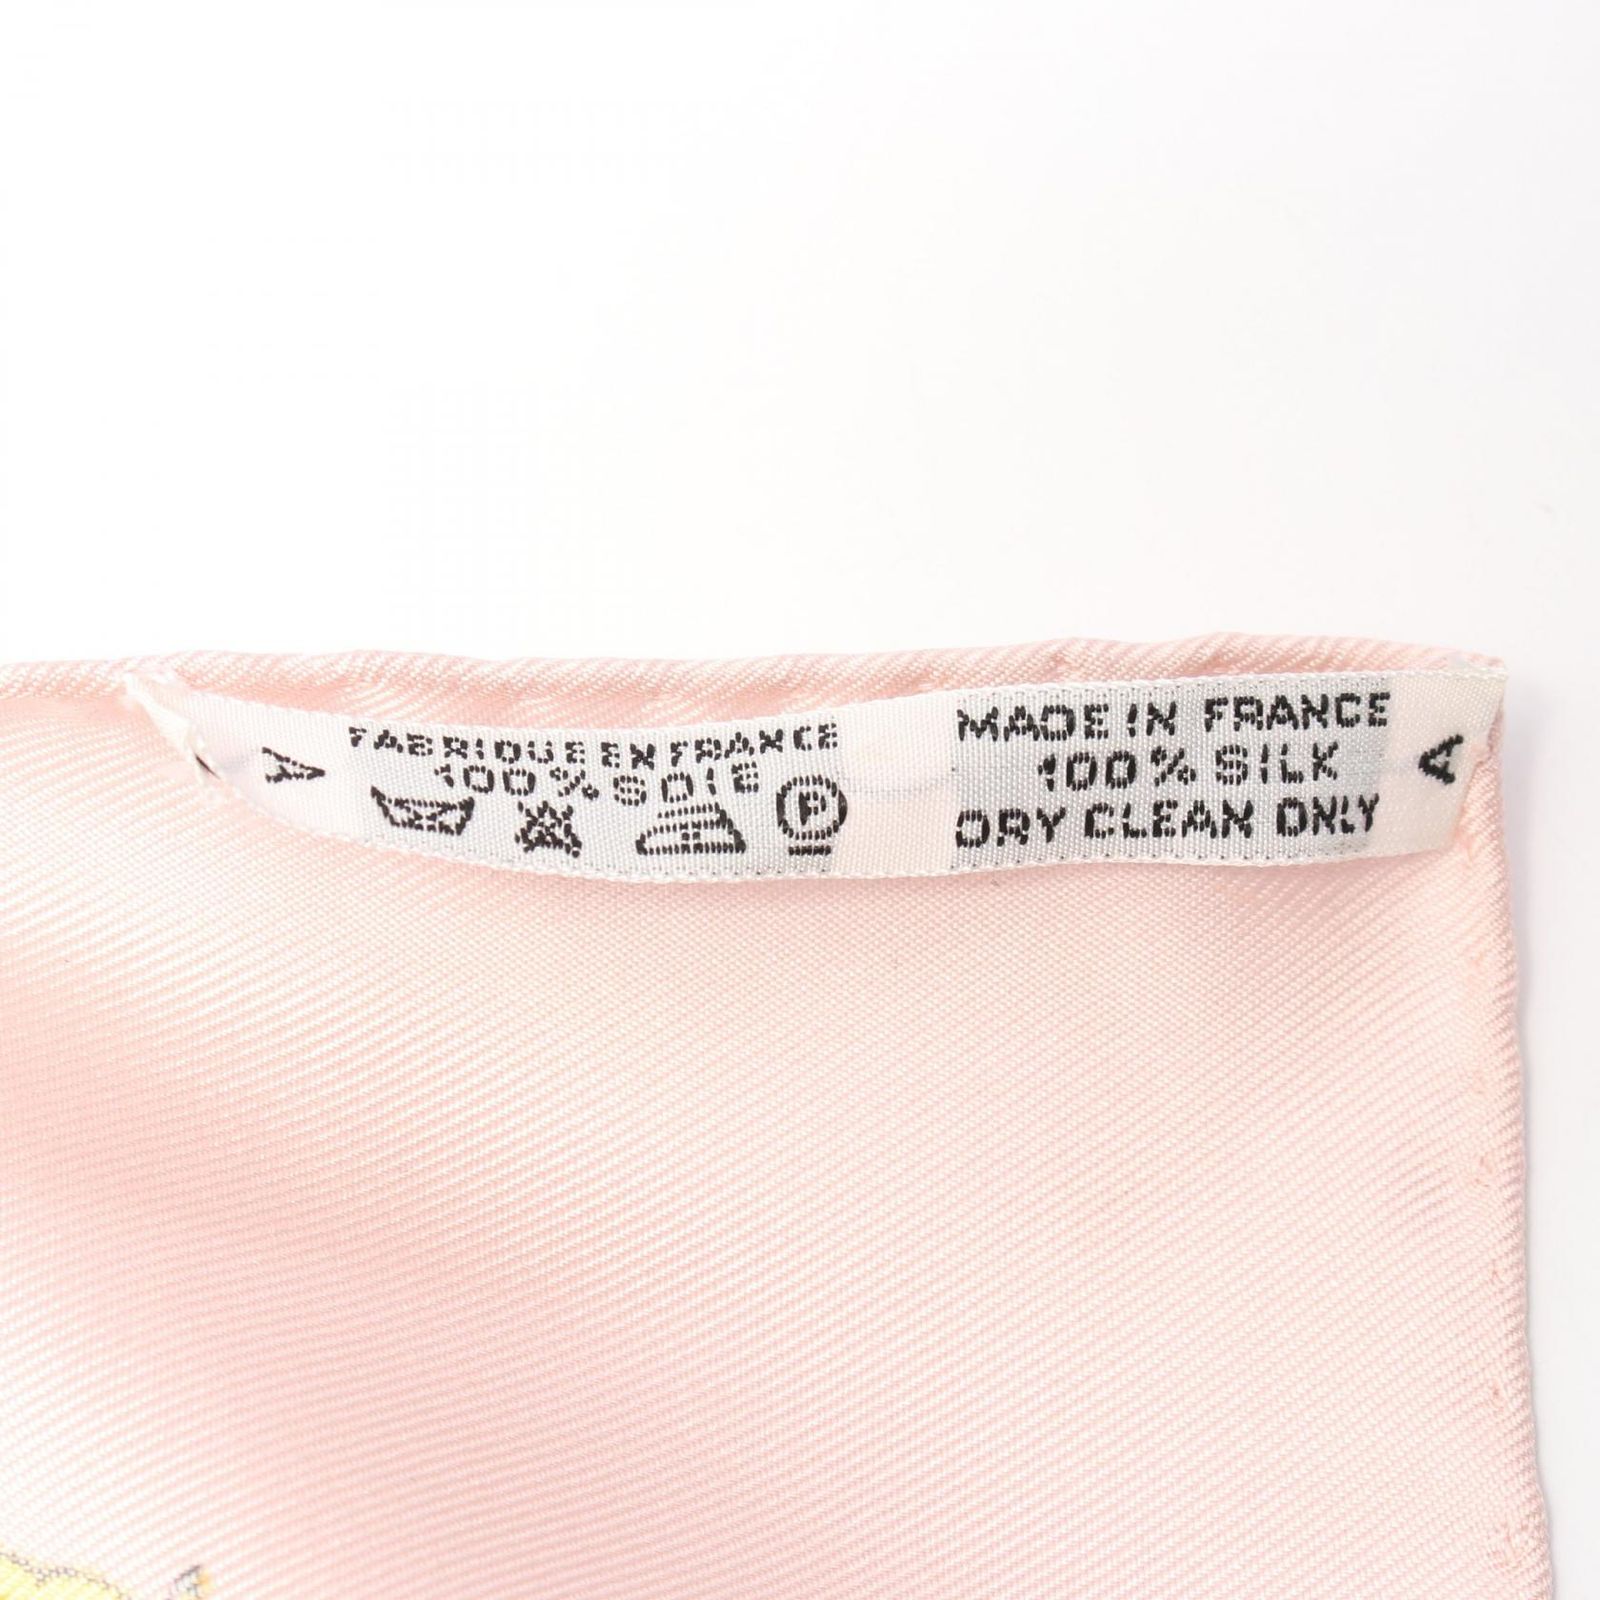 A
FABRIQUE EN FRANCE
100% SOIE
P
MADE IN FRANCE
100% SILK
DRY CLEAN ONLY
A